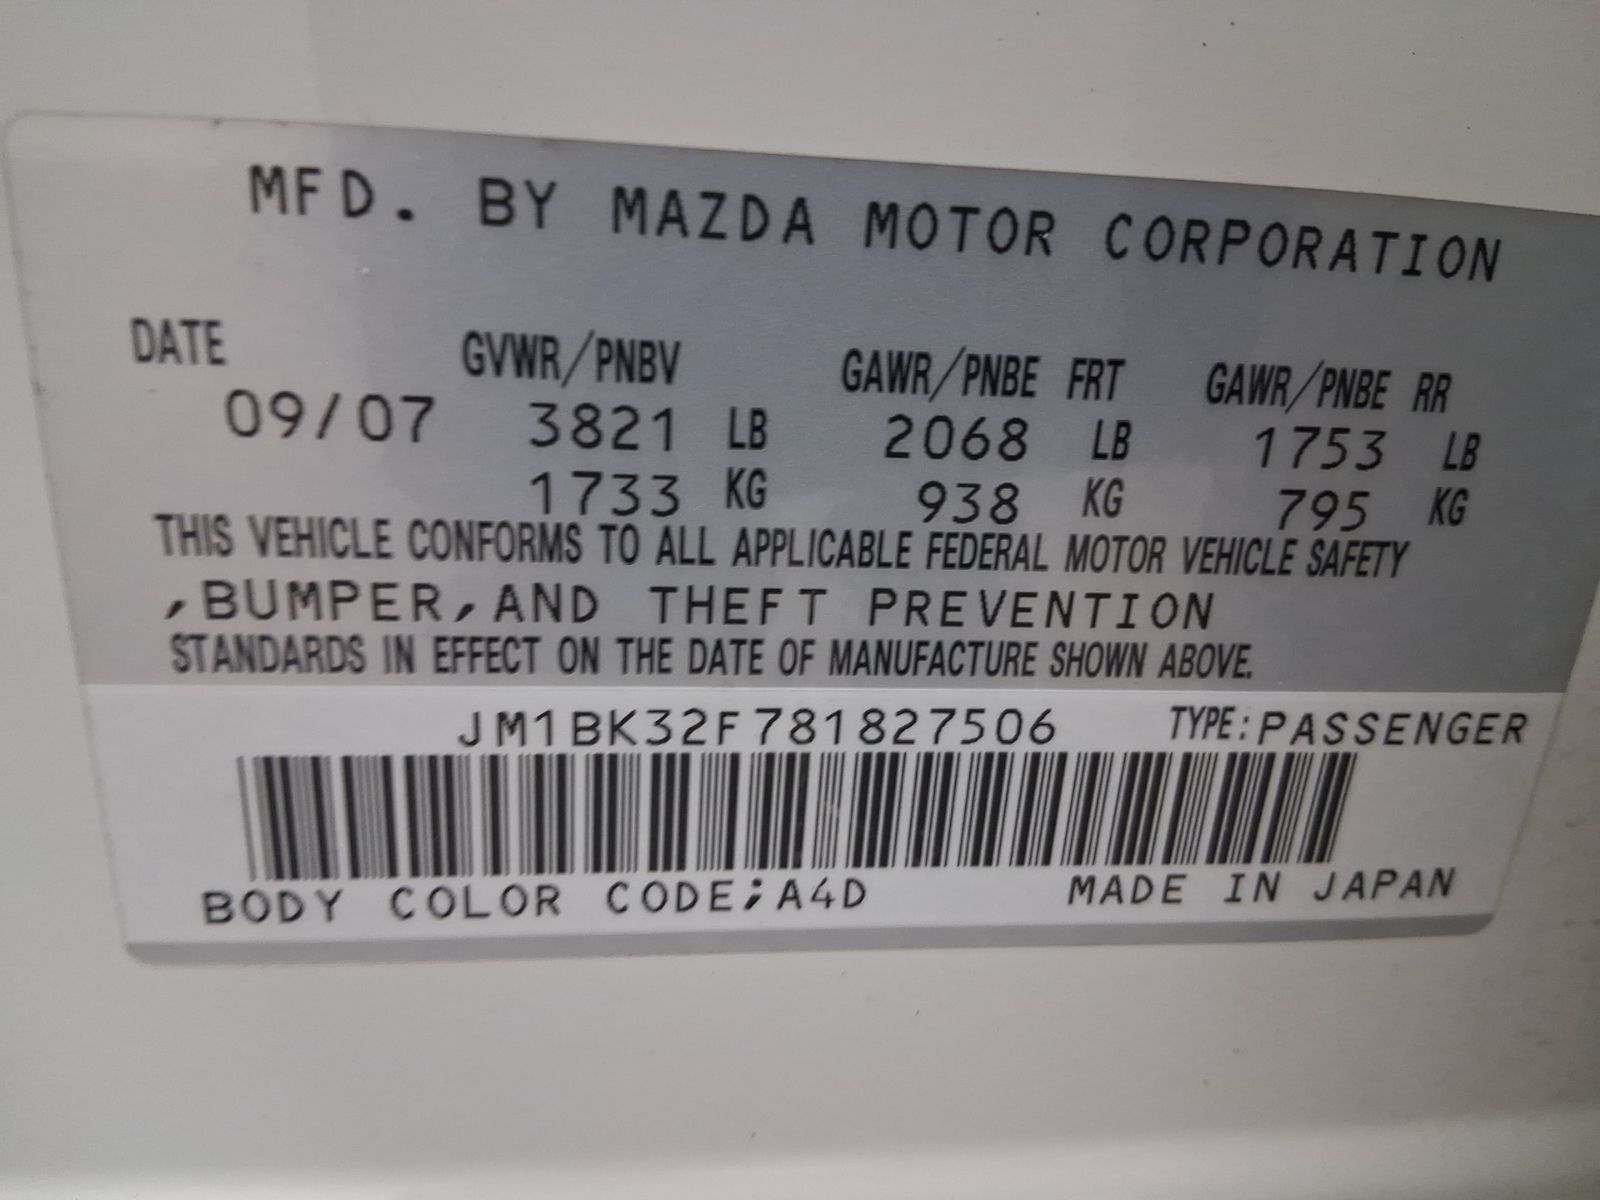 MFD. BY MAZDA MOTOR CORPORATION
DATE GVWR/PNBV GAWR/PNBE FRT GAWR/PNBE RR
09/07 3821 LB 2068 LB 1753 LB
1733 KG 938 KG 795 KG
THIS VEHICLE CONFORMS TO ALL APPLICABLE FEDERAL MOTOR VEHICLE SAFETY
,BUMPER,AND THEFT PREVENTION
STANDARDS IN EFFECT ON THE DATE OF MANUFACTURE SHOWN ABOVE.
JM1BK32F781827506 TYPE:PASSENGER
BODY COLOR CODE;A4D MADE IN JAPAN